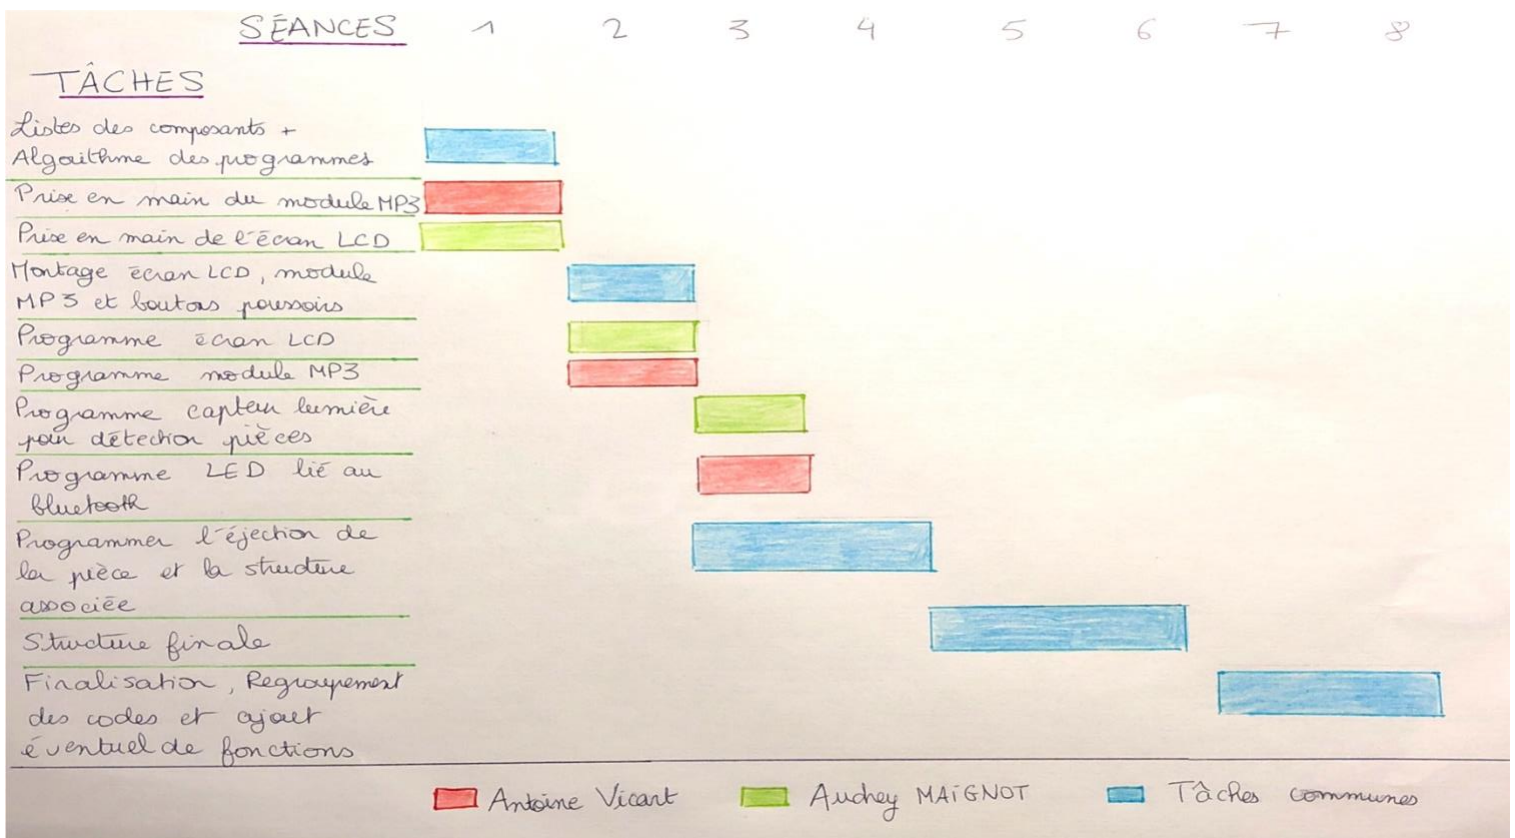 SÉANCES 1 2 3 4 5 6 7 8
TÂCHES
Listes des composants +
Algorithme des programmes
Prise en main du module MP3
Prise en main de l'écran LCD
Montage écran LCD, module
MP3 et boutons poussoirs
Programme écran LCD
Programme module MP3
Programme capteur lumière
pour détection pièces
Programme LED lié au
bluetooth
Programmer l'éjection de
la pièce et la structure
associée
Structure finale
Finalisation, Regroupement
des codes et ajout
éventuel de fonctions
Antoine Vicart Audrey MAIGNOT Tâches communes